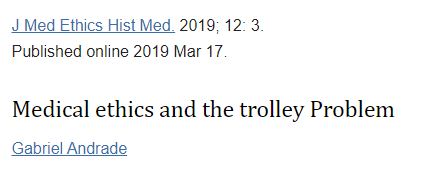 J Med Ethics Hist Med. 2019; 12: 3.
Published online 2019 Mar 17.
Medical ethics and the trolley Problem
Gabriel Andrade